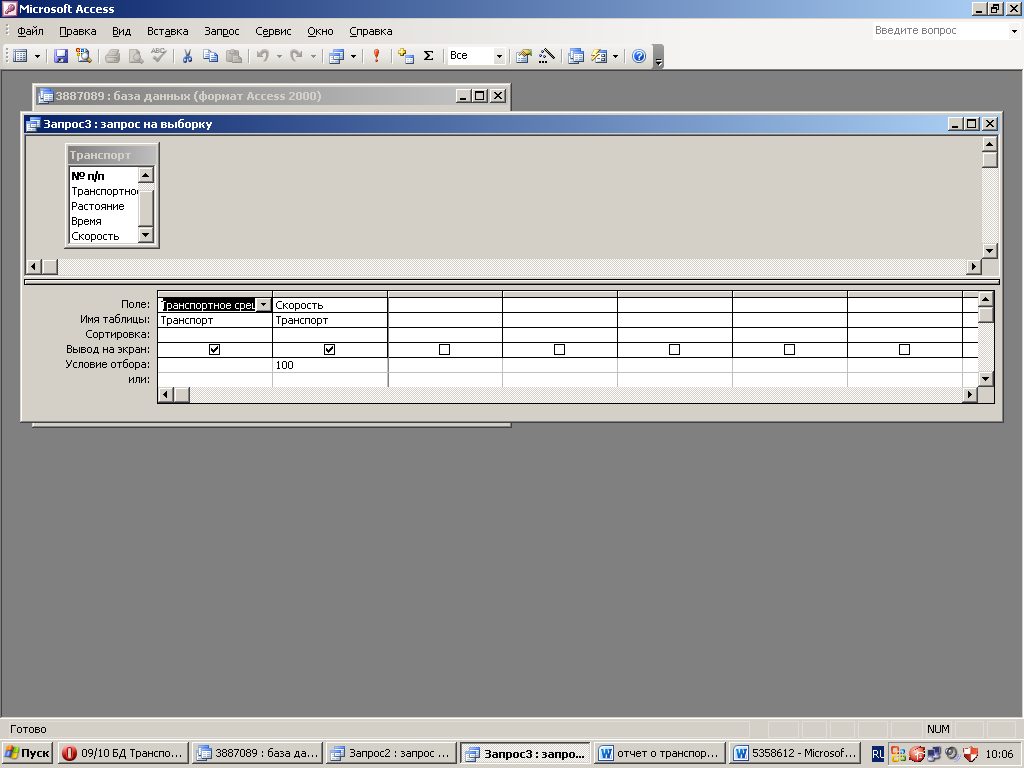 Microsoft Access
Файл Правка Вид Вставка Запрос Сервис Окно Справка
Введите вопрос
Все
3887089 : база данных (формат Access 2000)
Запрос3 : запрос на выборку
Транспорт
№ п/п
Транспортное
Растояние
Время
Скорость
Поле: Транспортное сред Скорость
Имя таблицы: Транспорт Транспорт
Сортировка:
Вывод на экран:
Условие отбора: 100
или:
Готово
NUM
Пуск 09/10 БД Транспо... 3887089 : база да... Запрос2 : запрос ... Запрос3 : запро... отчет о транспор... 5358612 - Microsof... RL 10:06